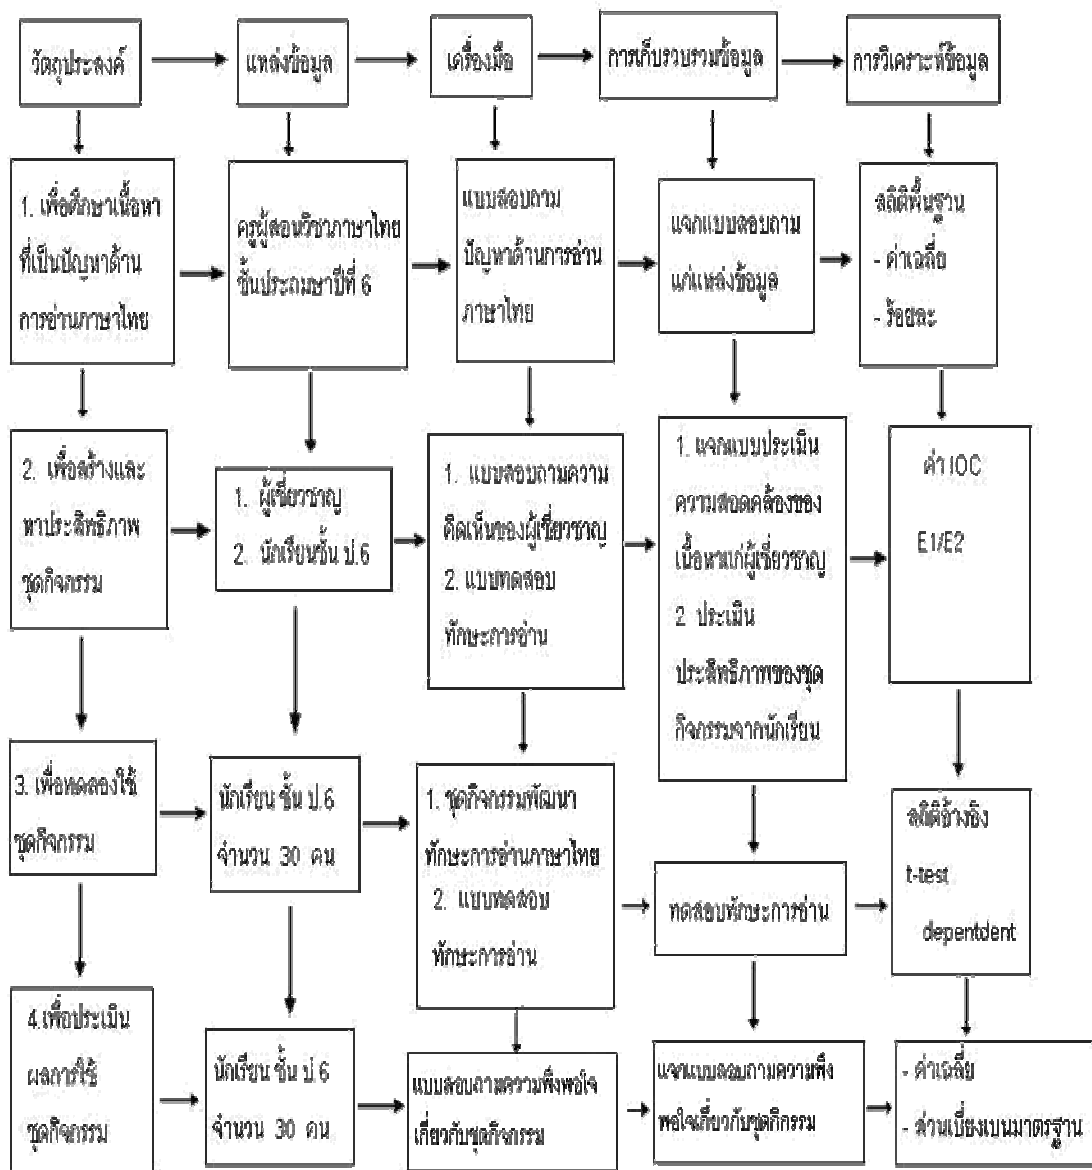 วัตถุประสงค์
แหล่งข้อมูล
เครื่องมือ
การเก็บรวบรวมข้อมูล
การวิเคราะห์ข้อมูล
1. เพื่อศึกษาเนื้อหา
ที่เป็นปัญหาด้าน
การอ่านภาษาไทย
ครูผู้สอนวิชาภาษาไทย
ชั้นประถมษาปีที่ 6
แบบสอบถาม
ปัญหาด้านการอ่าน
ภาษาไทย
แจกแบบสอบถาม
แก่แหล่งข้อมูล
สถิติพื้นฐาน
- ค่าเฉลี่ย
- ร้อยละ
2. เพื่อสร้างและ
หาประสิทธิภาพ
ชุดกิจกรรม
1. ผู้เชี่ยวชาญ
2. นักเรียนชั้น ป.6
1. แบบสอบถามความ
คิดเห็นของผู้เชี่ยวชาญ
2. แบบทดสอบ
ทักษะการอ่าน
1. แจกแบบประเมิน
ความสอดคล้องของ
เนื้อหาแก่ผู้เชี่ยวชาญ
2. ประเมิน
ประสิทธิภาพของชุด
กิจกรรมจากนักเรียน
ค่า IOC
E1/E2
3. เพื่อทดลองใช้
ชุดกิจกรรม
นักเรียน ชั้น ป.6
จำนวน 30 คน
1. ชุดกิจกรรมพัฒนา
ทักษะการอ่านภาษาไทย
2. แบบทดสอบ
ทักษะการอ่าน
ทดสอบทักษะการอ่าน
สถิติอ้างอิง
t-test
depentdent
4.เพื่อประเมิน
ผลการใช้
ชุดกิจกรรม
นักเรียน ชั้น ป.6
จำนวน 30 คน
แบบสอบถามความพึงพอใจ
เกี่ยวกับชุดกิจกรรม
แจกแบบสอบถามความพึง
พอใจเกี่ยวกับชุดกิกรรม
- ค่าเฉลี่ย
- ส่วนเบี่ยงเบนมาตรฐาน